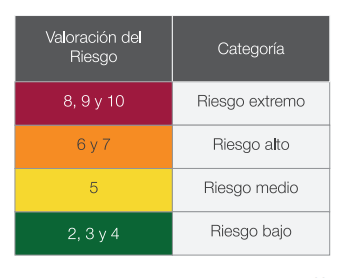 Valoración del
Riesgo
Categoría
8, 9 y 10
Riesgo extremo
6 y 7
Riesgo alto
5
Riesgo medio
2, 3 y 4
Riesgo bajo